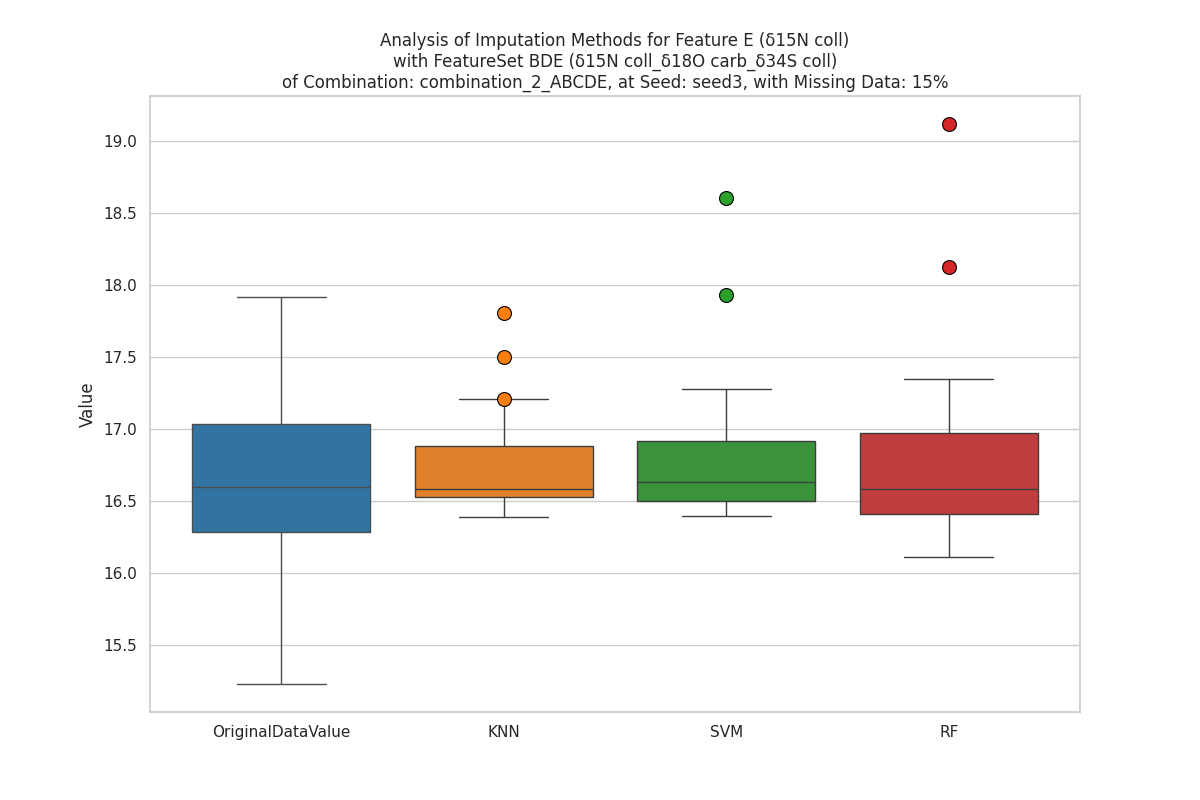 Analysis of Imputation Methods for Feature E (δ15N coll)
with FeatureSet BDE (δ15N coll_δ18O carb_δ34S coll)
of Combination: combination_2_ABCDE, at Seed: seed3, with Missing Data: 15%
19.0
18.5
18.0
17.5
17.0
16.5
16.0
15.5
Value
OriginalDataValue
KNN
SVM
RF